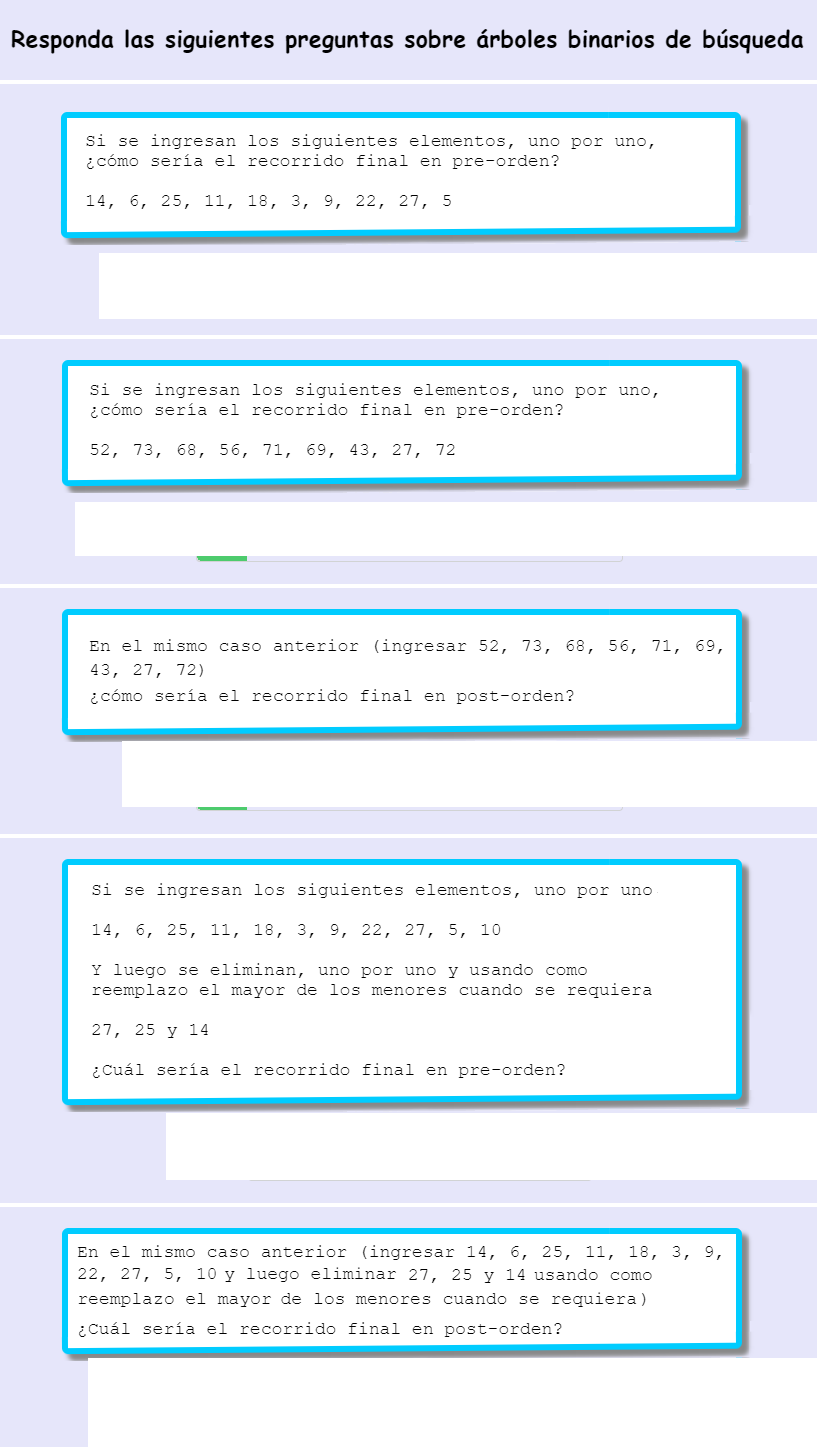 Responda las siguientes preguntas sobre árboles binarios de búsqueda
Si se ingresan los siguientes elementos, uno por uno,
¿cómo sería el recorrido final en pre-orden?
14, 6, 25, 11, 18, 3, 9, 22, 27, 5
Si se ingresan los siguientes elementos, uno por uno,
¿cómo sería el recorrido final en pre-orden?
52, 73, 68, 56, 71, 69, 43, 27, 72
En el mismo caso anterior (ingresar 52, 73, 68, 56, 71, 69,
43, 27, 72)
¿cómo sería el recorrido final en post-orden?
Si se ingresan los siguientes elementos, uno por uno
14, 6, 25, 11, 18, 3, 9, 22, 27, 5, 10
Y luego se eliminan, uno por uno y usando como
reemplazo el mayor de los menores cuando se requiera
27, 25 y 14
¿Cuál sería el recorrido final en pre-orden?
En el mismo caso anterior (ingresar 14, 6, 25, 11, 18, 3, 9,
22, 27, 5, 10 y luego eliminar 27, 25 y 14 usando como
reemplazo el mayor de los menores cuando se requiera)
¿Cuál sería el recorrido final en post-orden?